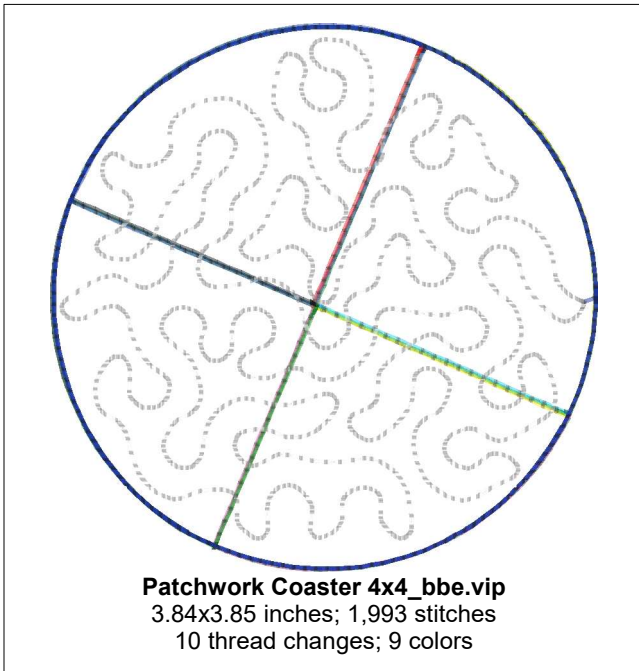 Patchwork Coaster 4x4_bbe.vip
3.84x3.85 inches; 1,993 stitches
10 thread changes; 9 colors